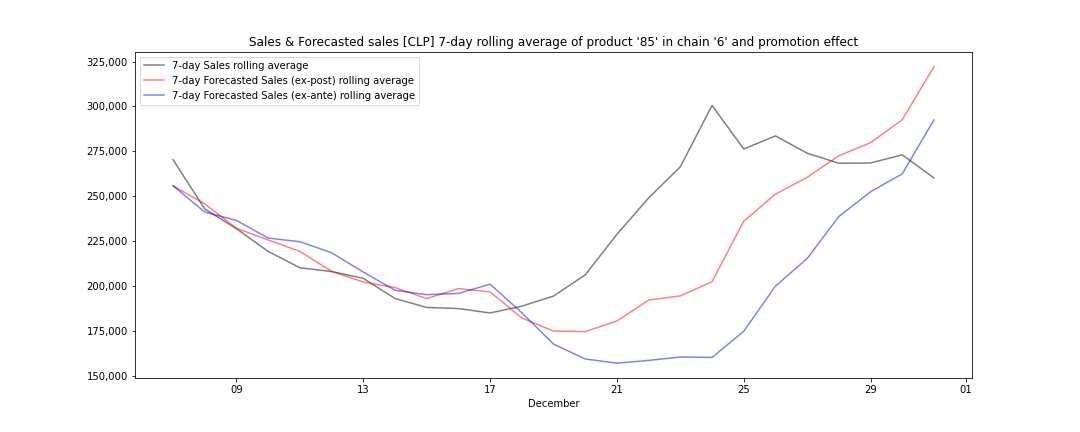 Sales & Forecasted sales [CLP] 7-day rolling average of product '85' in chain '6' and promotion effect
7-day Sales rolling average
7-day Forecasted Sales (ex-post) rolling average
7-day Forecasted Sales (ex-ante) rolling average
325,000
300,000
275,000
250,000
225,000
200,000
175,000
150,000
09 13 17 21 25 29 01
December